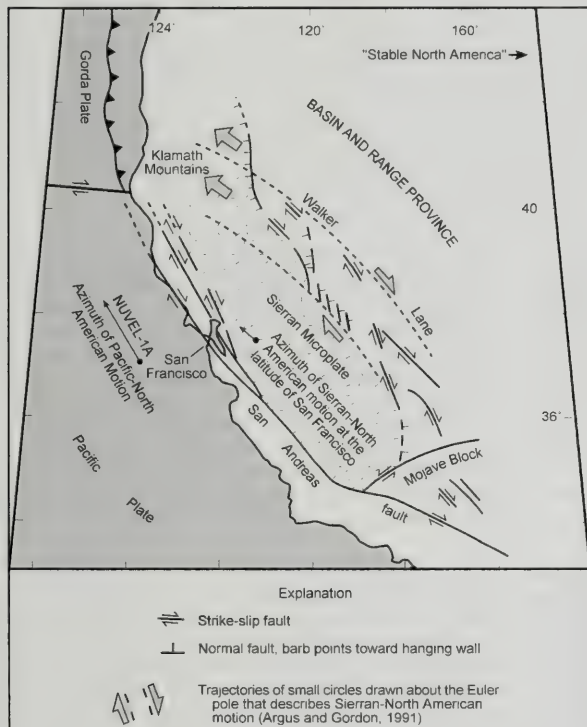 124°
120°
160°
"Stable North Amenca"
Gorda Plate
BASIN AND RANGE PROVINCE
Klamath
Mountains
Walker
Lane
40
NUVEL-1A
Azimuth of Pacific-North
American Motion
San
Francisco
Sierran Microplate
Azimuth of Sierran-North
American motion at the
latitude of San Francisco
36°
San
Andreas
fault
Mojave Block
Pacific
Plate
Explanation
Strike-slip fault
Normal fault, barb points toward hanging wall
Trajectories of small circles drawn about the Euler
pole that describes Sierran-North American
motion (Argus and Gordon, 1991)